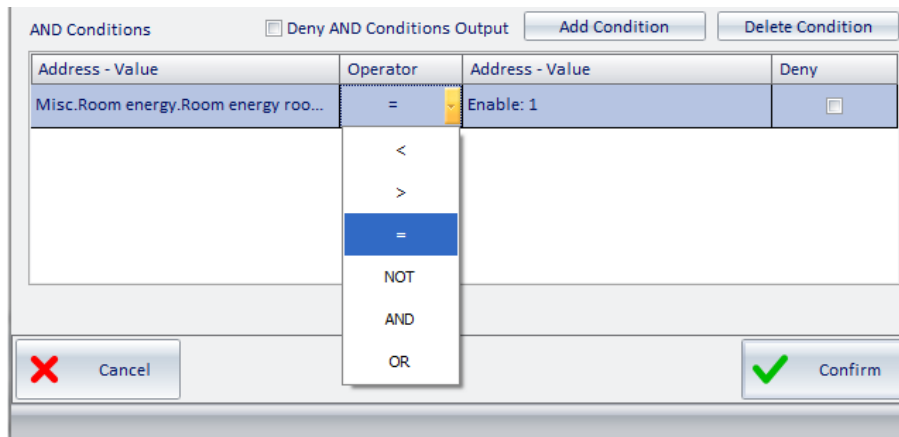 AND Conditions Deny AND Conditions Output Add Condition Delete Condition
Address - Value Operator Address - Value Deny
Misc.Room energy.Room energy roo... = Enable: 1
<
>
=
NOT
AND
OR
Cancel Confirm